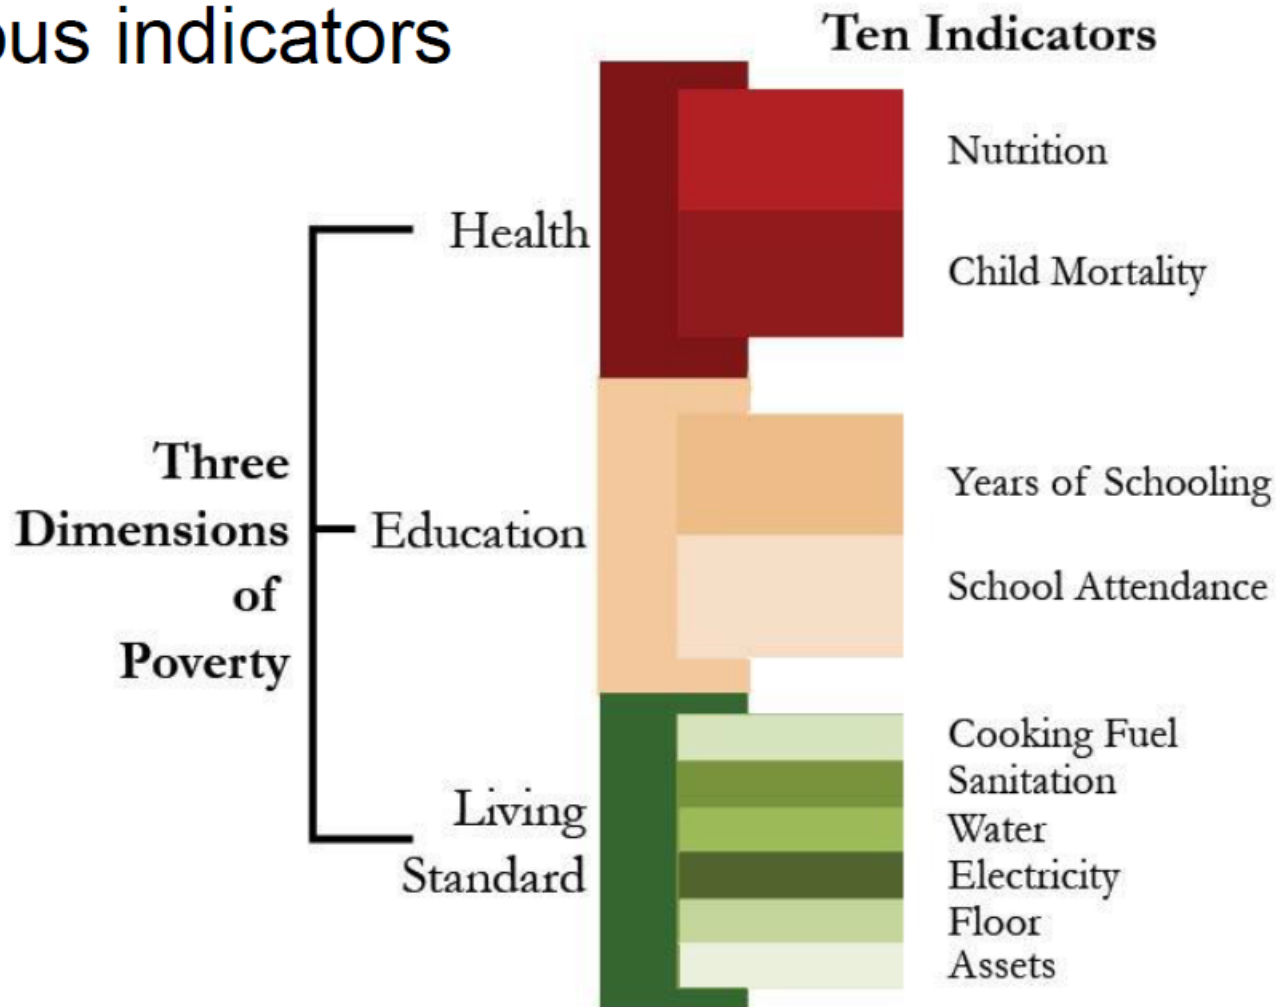 ous indicators
Ten Indicators
Three
Dimensions
of
Poverty
Health
Education
Living
Standard
Nutrition
Child Mortality
Years of Schooling
School Attendance
Cooking Fuel
Sanitation
Water
Electricity
Floor
Assets